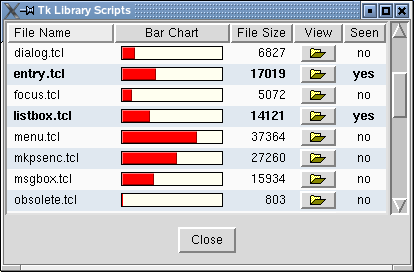 Tk Library Scripts
File Name Bar Chart File Size View Seen
dialog.tcl 6827 no
entry.tcl 17019 yes
focus.tcl 5072 no
listbox.tcl 14121 yes
menu.tcl 37364 no
mkpsenc.tcl 27260 no
msgbox.tcl 15934 no
obsolete.tcl 803 no
Close